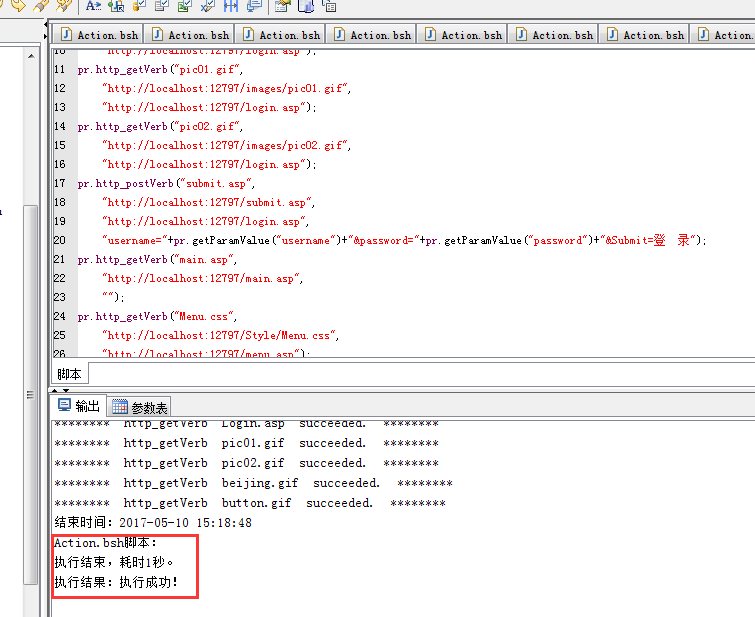 Action.bsh Action.bsh Action.bsh Action.bsh Action.bsh Action.bsh Action.bsh Action.
10 "http://localhost:12797/login.asp");
11 pr.http_getVerb("pic01.gif",
12 "http://localhost:12797/images/pic01.gif",
13 "http://localhost:12797/login.asp");
14 pr.http_getVerb("pic02.gif",
15 "http://localhost:12797/images/pic02.gif",
16 "http://localhost:12797/login.asp");
17 pr.http_postVerb("submit.asp",
18 "http://localhost:12797/submit.asp",
19 "http://localhost:12797/login.asp",
20 "username="+pr.getParamValue("username")+"&password="+pr.getParamValue("password")+"&Submit=登 录");
21 pr.http_getVerb("main.asp",
22 "http://localhost:12797/main.asp",
23 "");
24 pr.http_getVerb("Menu.css",
25 "http://localhost:12797/Style/Menu.css",
26 "http://localhost:12797/menu.asp");
脚本
输出 参数表
******** http_getVerb Login.asp succeeded. ********
******** http_getVerb pic01.gif succeeded. ********
******** http_getVerb pic02.gif succeeded. ********
******** http_getVerb beijing.gif succeeded. ********
******** http_getVerb button.gif succeeded. ********
结束时间：2017-05-10 15:18:48
Action.bsh脚本：
执行结束，耗时1秒。
执行结果：执行成功！